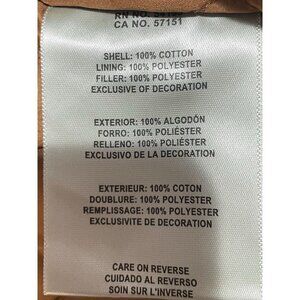 RN NO.
CA NO. 57151
SHELL: 100% COTTON
LINING: 100% POLYESTER
FILLER: 100% POLYESTER
EXCLUSIVE OF DECORATION
EXTERIOR: 100% ALGODÓN
FORRO: 100% POLIÉSTER
RELLENO: 100% POLIÉSTER
EXCLUSIVO DE LA DECORACIÓN
EXTERIEUR: 100% COTON
DOUBLURE: 100% POLYESTER
REMPLISSAGE: 100% POLYESTER
EXCLUSIVITE DE DECORATION
CARE ON REVERSE
CUIDADO AL REVERSO
SOIN SUR L'INVERSE